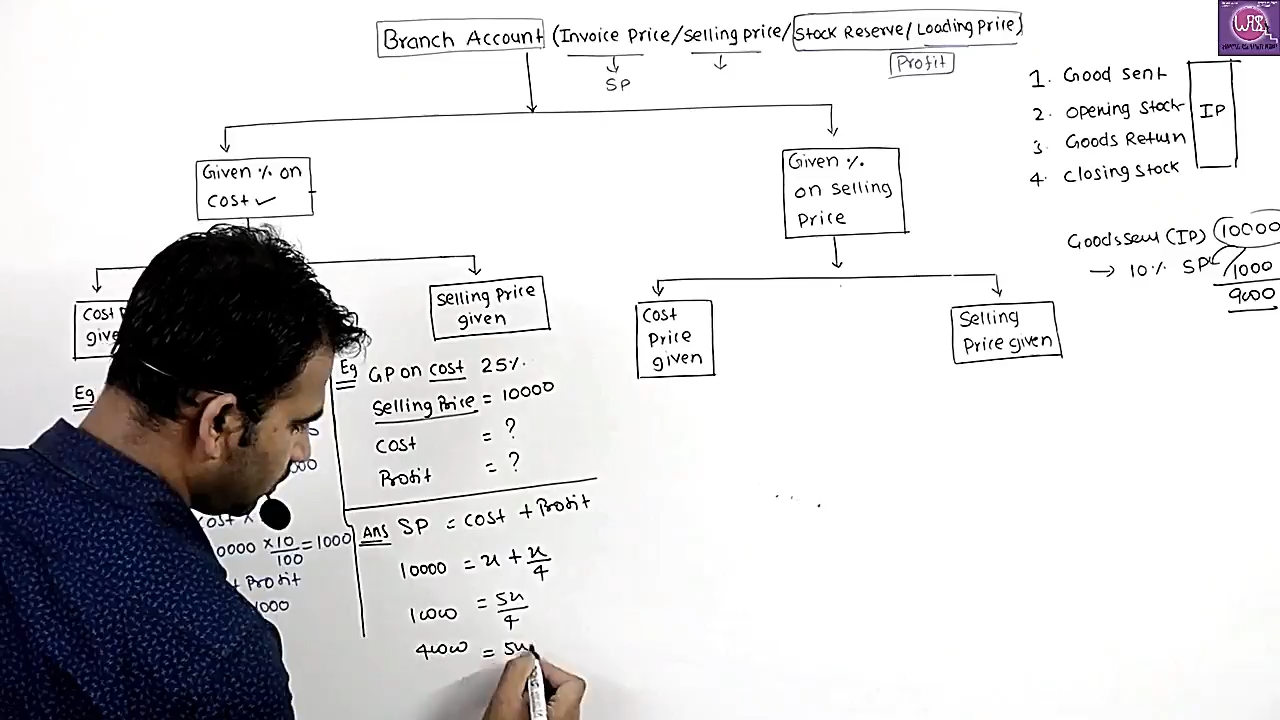 Branch Account (Invoice Price/Selling price/Stock Reserve/Loading Price)
SP
Profit
1. Good sent
2. Opening Stock
3. Goods Return
4. Closing Stock
IP
Given % on
Cost ✓
Given %
on Selling
Price
Goods sent (IP) 10000
→ 10% SP 1000
9000
Selling Price
given
Cost
Price
given
Selling
Price given
Eg
Eg GP on cost 25%.
Selling Price = 10000
Cost = ?
Profit = ?
10
100
= 1000
Profit
1000
Ans SP = Cost + Profit
10000 = x + x/4
10000 = 5x/4
40000 = 5x